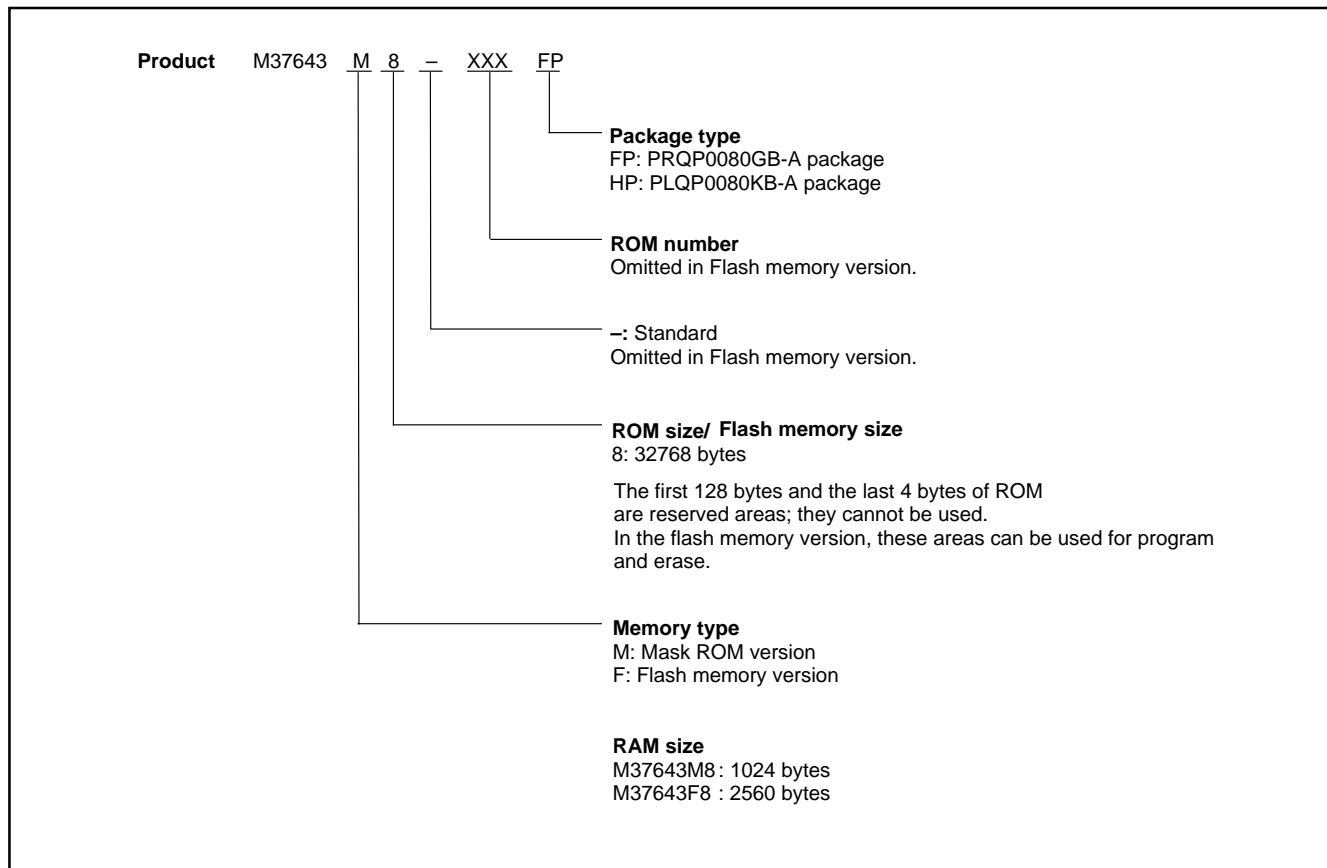 Product M37643 M 8 – XXX FP
Package type
FP: PRQP0080GB-A package
HP: PLQP0080KB-A package
ROM number
Omitted in Flash memory version.
–: Standard
Omitted in Flash memory version.
ROM size/ Flash memory size
8: 32768 bytes
The first 128 bytes and the last 4 bytes of ROM
are reserved areas; they cannot be used.
In the flash memory version, these areas can be used for program
and erase.
Memory type
M: Mask ROM version
F: Flash memory version
RAM size
M37643M8 : 1024 bytes
M37643F8 : 2560 bytes